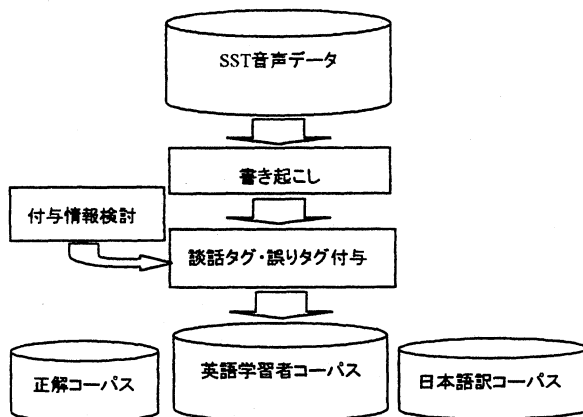 SST音声データ
書き起こし
付与情報検討
談話タグ・誤りタグ付与
正解コーパス
英語学習者コーパス
日本語訳コーパス